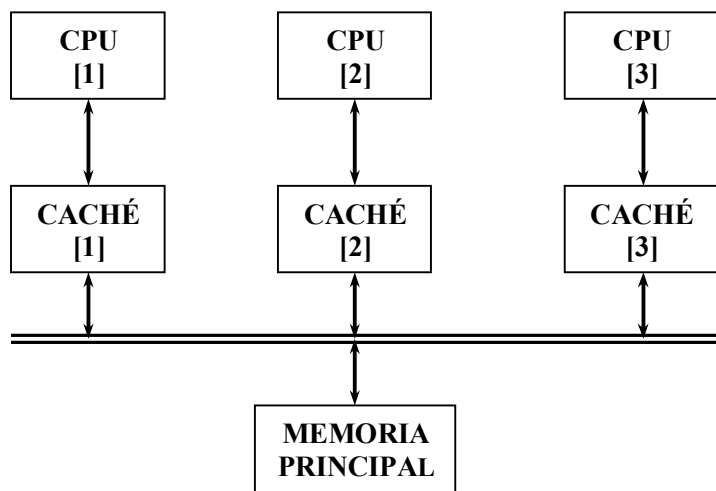 CPU
[1]
CPU
[2]
CPU
[3]
CACHÉ
[1]
CACHÉ
[2]
CACHÉ
[3]
MEMORIA
PRINCIPAL